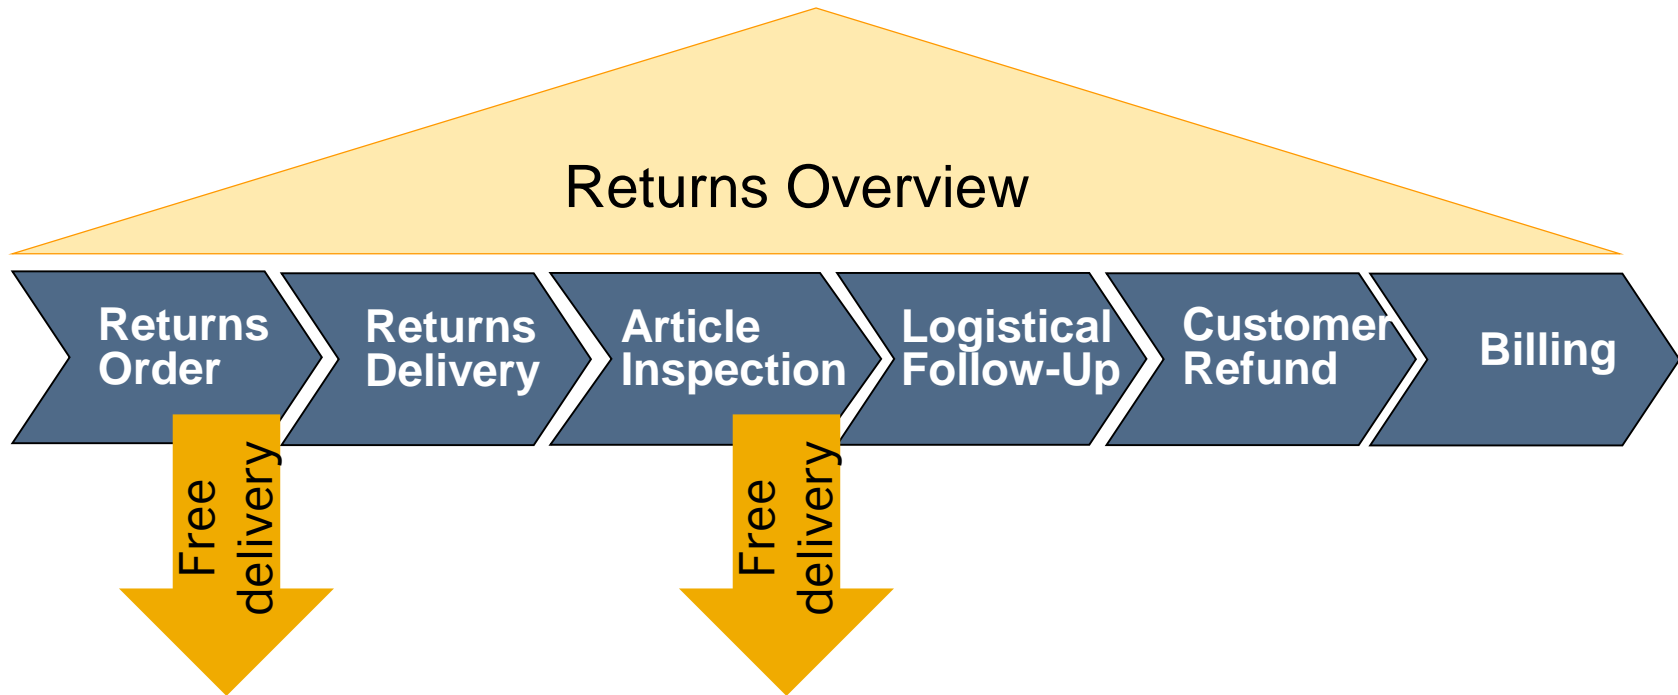 Returns Overview
Returns
Order
Returns
Delivery
Article
Inspection
Logistical
Follow-Up
Customer
Refund
Billing
Free
delivery
Free
delivery